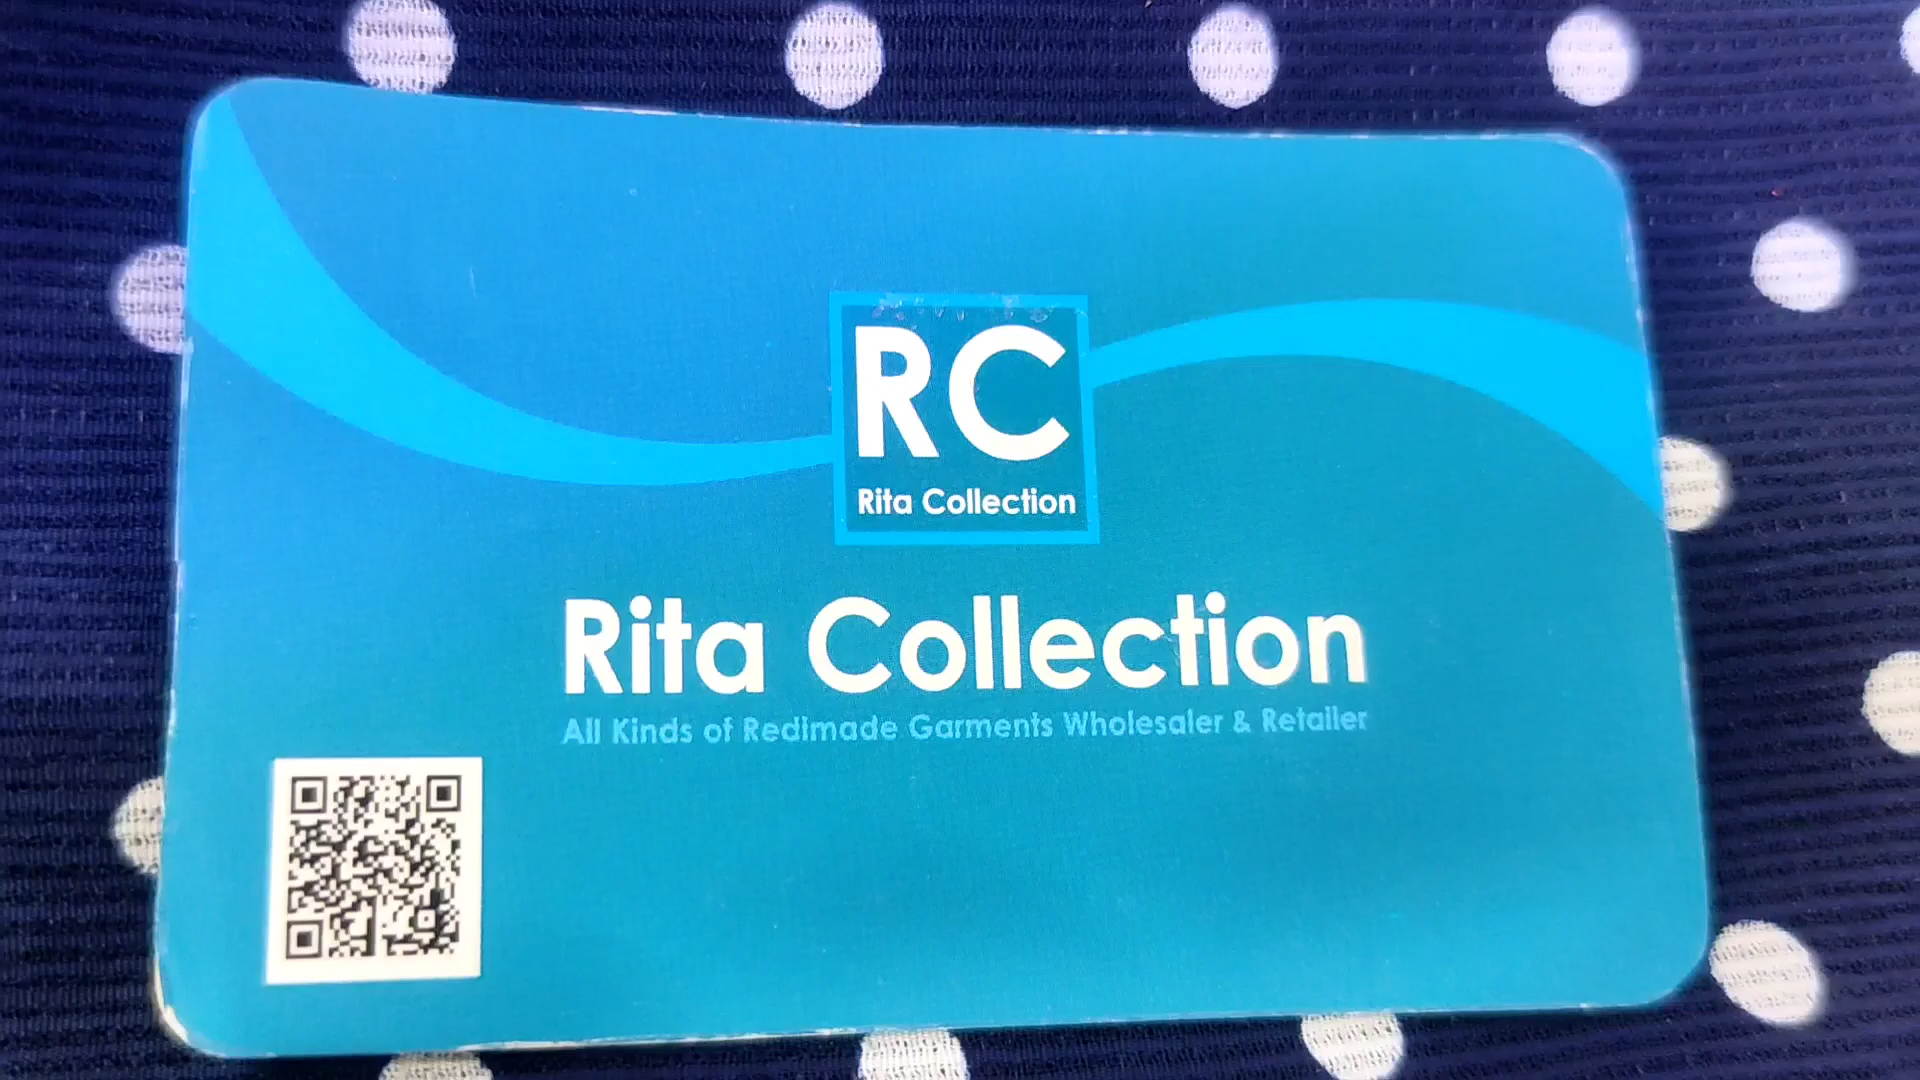 RC
Rita Collection
Rita Collection
All Kinds of Redimade Garments Wholesaler & Retailer